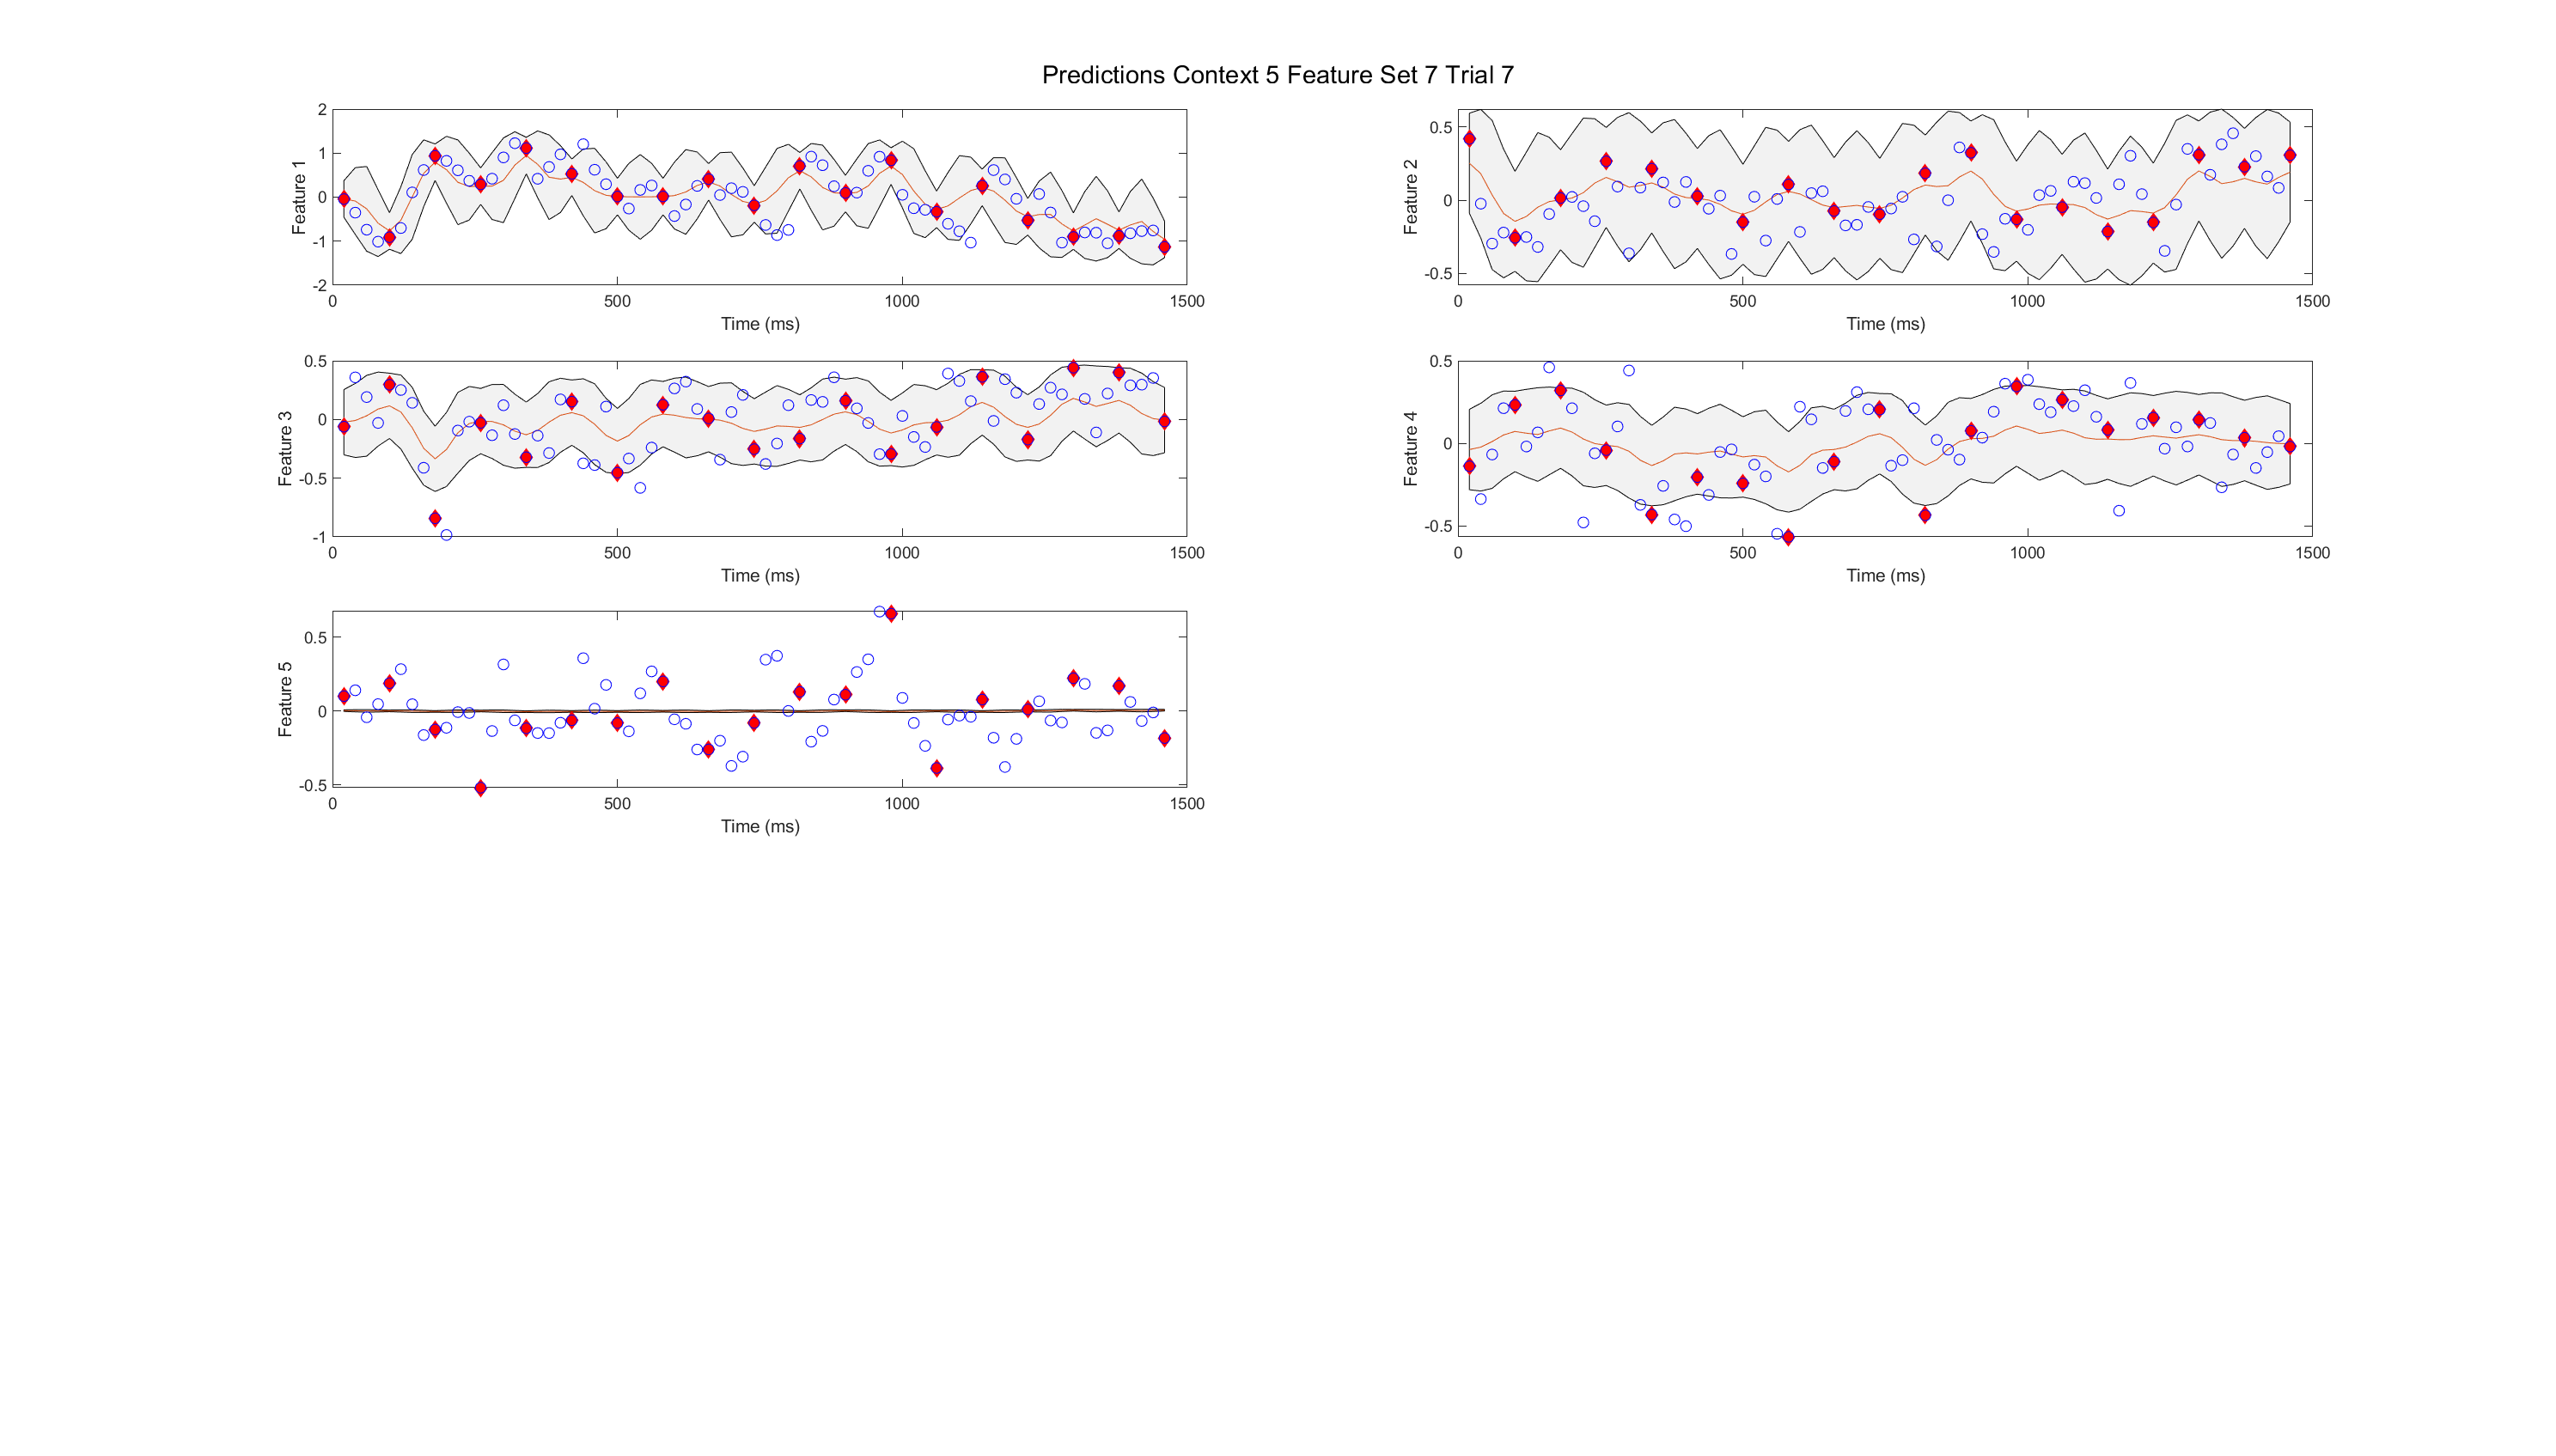 Predictions Context 5 Feature Set 7 Trial 7
2
1
0
-1
-2
Feature 1
0 500 1000 1500
Time (ms)
0.5
0
-0.5
Feature 2
0 500 1000 1500
Time (ms)
0.5
0
-0.5
-1
Feature 3
0 500 1000 1500
Time (ms)
0.5
0
-0.5
Feature 4
0 500 1000 1500
Time (ms)
0.5
0
-0.5
Feature 5
0 500 1000 1500
Time (ms)